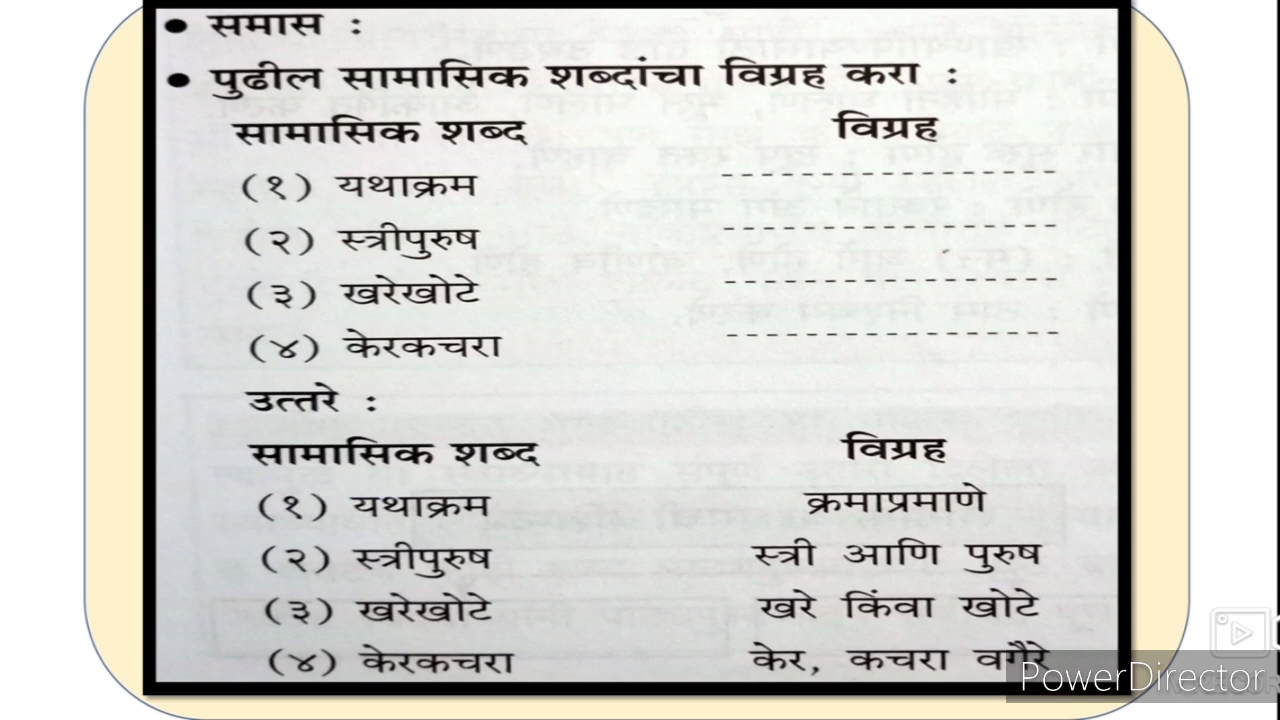 • समास :
• पुढील सामासिक शब्दांचा विग्रह करा :
सामासिक शब्द विग्रह
(१) यथाक्रम ----------------
(२) स्त्रीपुरुष ----------------
(३) खरेखोटे ----------------
(४) केरकचरा ----------------
उत्तरे :
सामासिक शब्द विग्रह
(१) यथाक्रम क्रमाप्रमाणे
(२) स्त्रीपुरुष स्त्री आणि पुरुष
(३) खरेखोटे खरे किंवा खोटे
(४) केरकचरा केर, कचरा वगैरे
PowerDirector